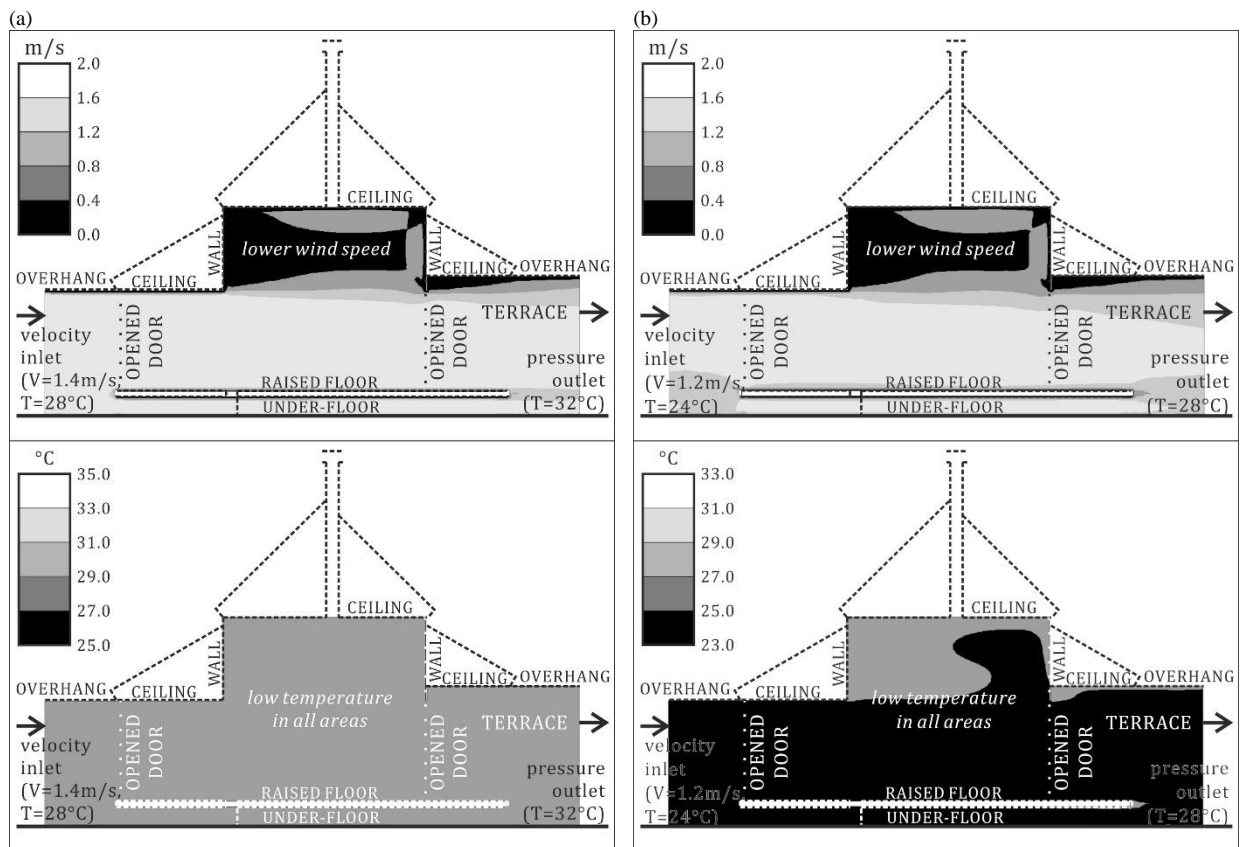 (a)
m/s
2.0
1.6
1.2
0.8
0.4
0.0
CEILING
WALL
lower wind speed
WALL
OVERHANG
CEILING
CEILING
OVERHANG
OPENED
DOOR
OPENED
DOOR
TERRACE
velocity
inlet
(V=1.4m/s,
T=28°C)
pressure
outlet
(T=32°C)
RAISED FLOOR
UNDER-FLOOR
°C
35.0
33.0
31.0
29.0
27.0
25.0
CEILING
WALL
WALL
OVERHANG
CEILING
CEILING
OVERHANG
low temperature
in all areas
OPENED
DOOR
OPENED
DOOR
TERRACE
velocity
inlet
(V=1.4m/s,
T=28°C)
pressure
outlet
(T=32°C)
RAISED FLOOR
UNDER-FLOOR
(b)
m/s
2.0
1.6
1.2
0.8
0.4
0.0
CEILING
WALL
lower wind speed
WALL
OVERHANG
CEILING
CEILING
OVERHANG
OPENED
DOOR
OPENED
DOOR
TERRACE
velocity
inlet
(V=1.2m/s,
T=24°C)
pressure
outlet
(T=28°C)
RAISED FLOOR
UNDER-FLOOR
°C
33.0
31.0
29.0
27.0
25.0
23.0
CEILING
WALL
WALL
OVERHANG
CEILING
CEILING
OVERHANG
low temperature
in all areas
OPENED
DOOR
OPENED
DOOR
TERRACE
velocity
inlet
(V=1.2m/s,
T=24°C)
pressure
outlet
(T=28°C)
RAISED FLOOR
UNDER-FLOOR